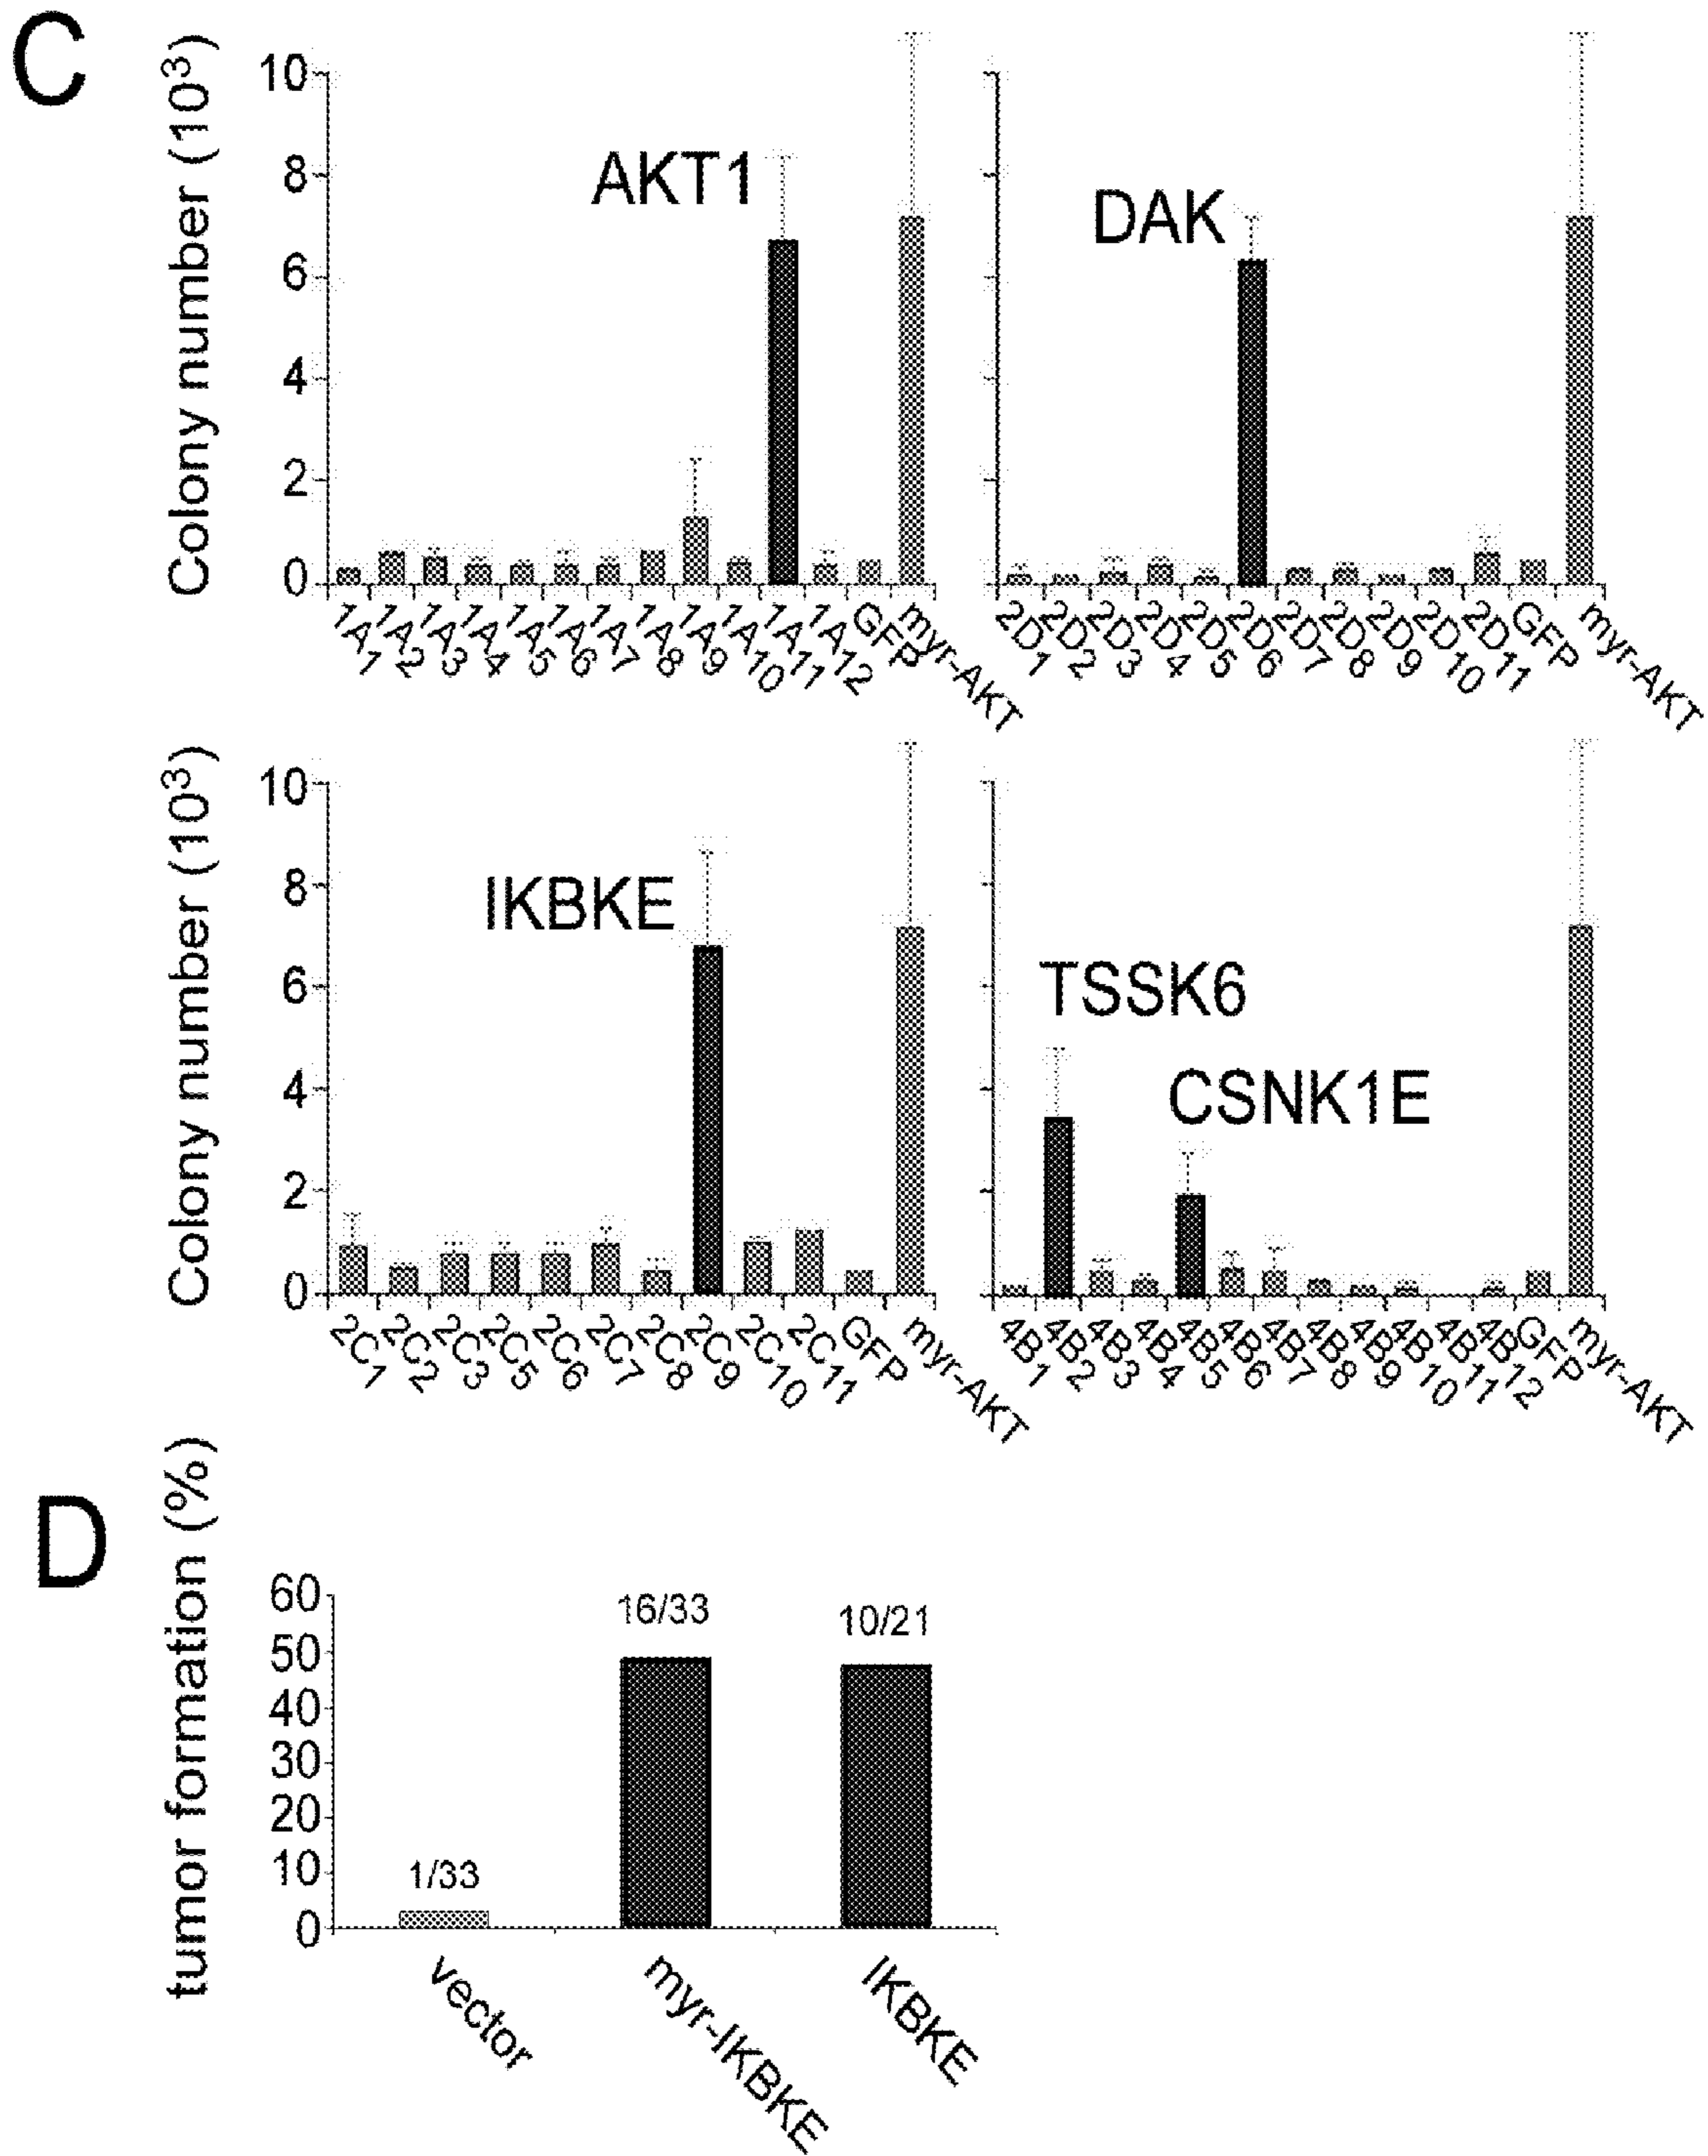 C
Colony number (10³)
10
8
6
4
2
0
AKT1
1A1
1A2
1A3
1A4
1A5
1A6
1A7
1A8
1A9
1A10
1A11
1A12
GFP
myr-AKT
DAK
2D1
2D2
2D3
2D4
2D5
2D6
2D7
2D8
2D9
2D10
2D11
GFP
myr-AKT
Colony number (10³)
10
8
6
4
2
0
IKBKE
2C1
2C2
2C3
2C5
2C6
2C7
2C8
2C9
2C10
2C11
GFP
myr-AKT
TSSK6
CSNK1E
4B1
4B2
4B3
4B4
4B5
4B6
4B7
4B8
4B9
4B10
4B11
4B12
GFP
myr-AKT
D
tumor formation (%)
60
50
40
30
20
10
0
1/33
16/33
10/21
vector
myr-IKBKE
IKBKE